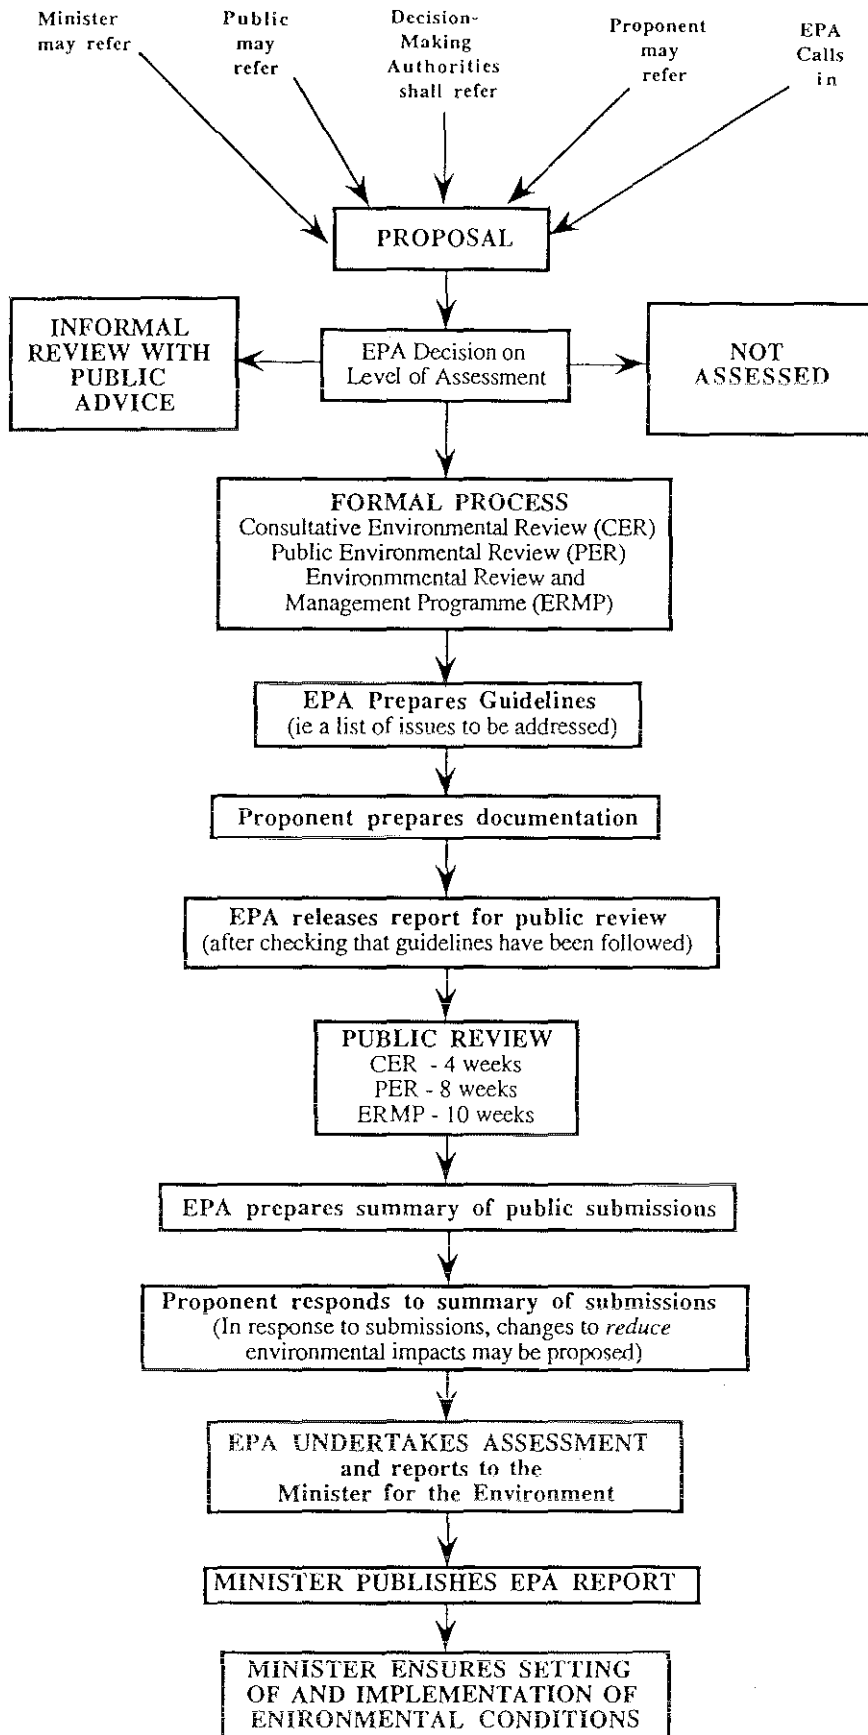 Minister
may refer
Public
may
refer
Decision-
Making
Authorities
shall refer
Proponent
may
refer
EPA
Calls
in
PROPOSAL
INFORMAL
REVIEW WITH
PUBLIC
ADVICE
EPA Decision on
Level of Assessment
NOT
ASSESSED
FORMAL PROCESS
Consultative Environmental Review (CER)
Public Environmental Review (PER)
Environmmental Review and
Management Programme (ERMP)
EPA Prepares Guidelines
(ie a list of issues to be addressed)
Proponent prepares documentation
EPA releases report for public review
(after checking that guidelines have been followed)
PUBLIC REVIEW
CER - 4 weeks
PER - 8 weeks
ERMP - 10 weeks
EPA prepares summary of public submissions
Proponent responds to summary of submissions
(In response to submissions, changes to reduce
environmental impacts may be proposed)
EPA UNDERTAKES ASSESSMENT
and reports to the
Minister for the Environment
MINISTER PUBLISHES EPA REPORT
MINISTER ENSURES SETTING
OF AND IMPLEMENTATION OF
ENIRONMENTAL CONDITIONS